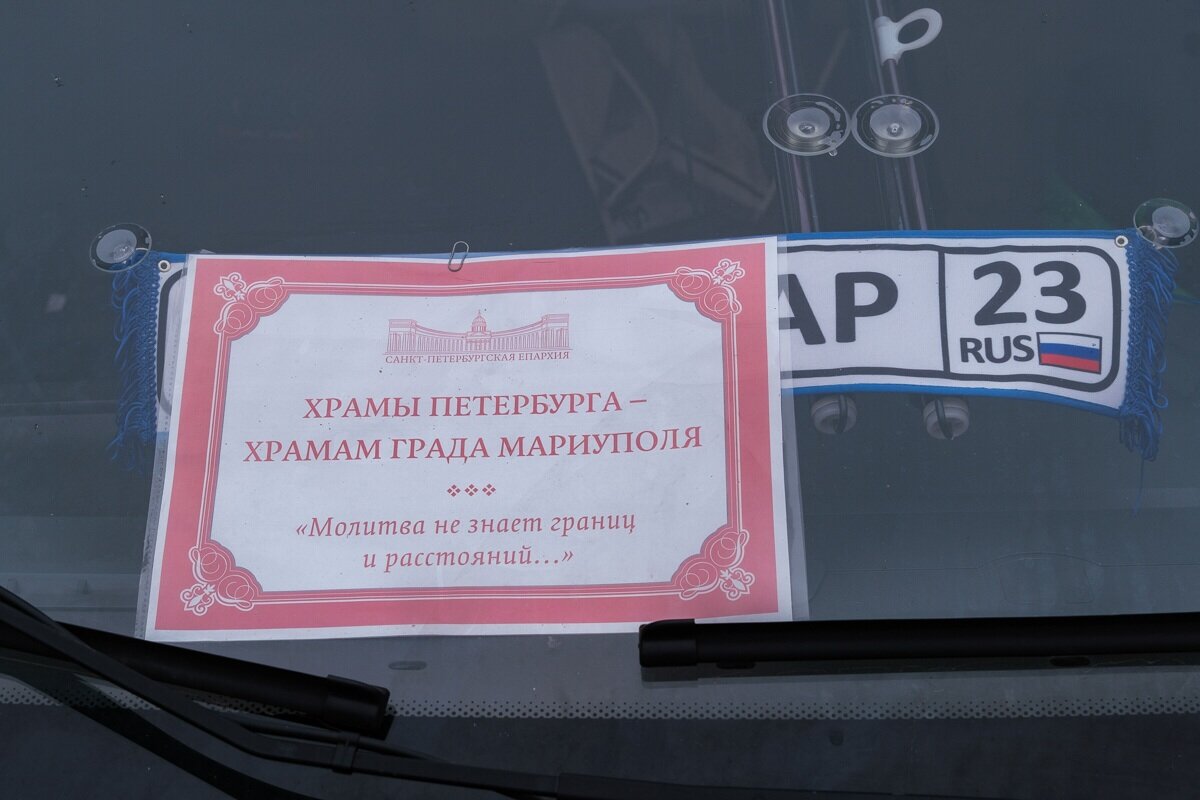 САНКТ-ПЕТЕРБУРГСКАЯ ЕПАРХИЯ
ХРАМЫ ПЕТЕРБУРГА –
ХРАМАМ ГРАДА МАРИУПОЛЯ
«Молитва не знает границ
и расстояний...»
АР 23
RUS